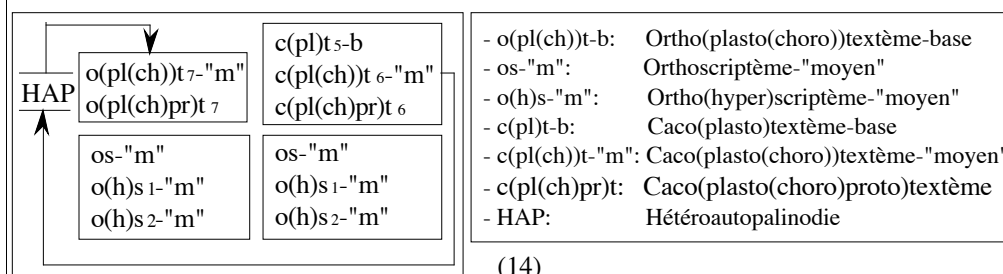 HAP
o(pl(ch))t 7-"m"
o(pl(ch)pr)t 7
c(pl)t 5-b
c(pl(ch))t 6-"m"
c(pl(ch)pr)t 6
os-"m"
o(h)s 1-"m"
o(h)s 2-"m"
os-"m"
o(h)s 1-"m"
o(h)s 2-"m"
- o(pl(ch))t-b: Ortho(plasto(choro))textème-base
- os-"m": Orthoscriptème-"moyen"
- o(h)s-"m": Ortho(hyper)scriptème-"moyen"
- c(pl)t-b: Caco(plasto)textème-base
- c(pl(ch))t-"m": Caco(plasto(choro))textème-"moyen"
- c(pl(ch)pr)t: Caco(plasto(choro)proto)textème
- HAP: Hétéroautopalinodie
(14)